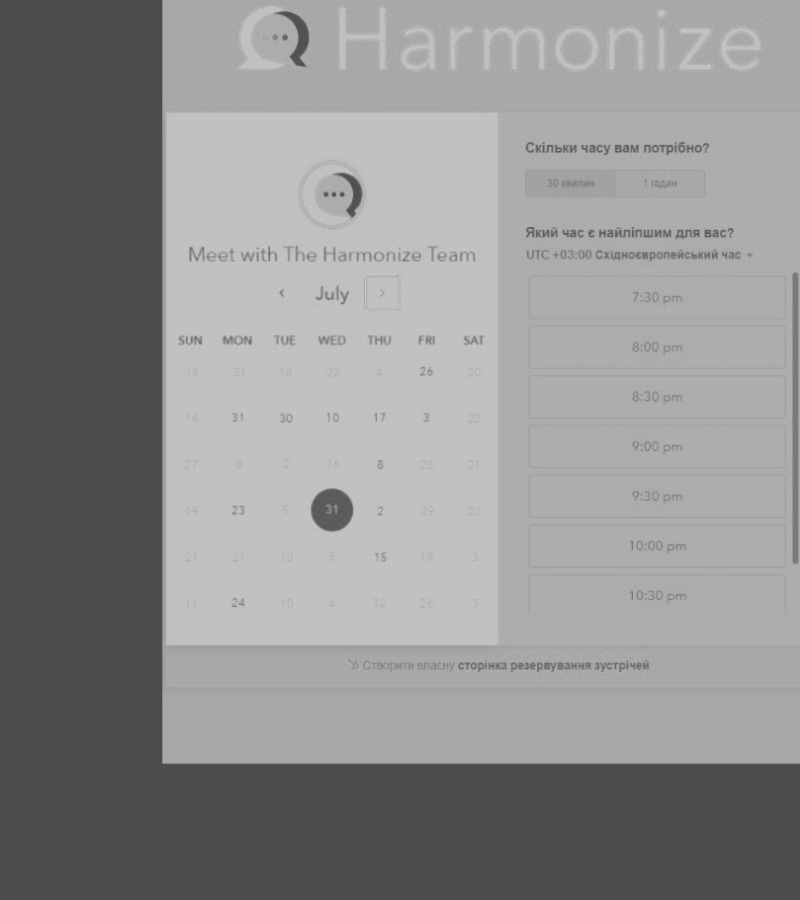 Harmonize
Meet with The Harmonize Team
‹ July ›
SUN MON TUE WED THU FRI SAT
16 31 18 22 4 26 20
14 31 30 10 17 3 22
27 8 2 16 8 28 21
19 23 5 31 2 29 22
21 21 10 5 15 19 3
11 24 10 4 12 26 3
Скільки часу вам потрібно?
30 хвилин 1 годин
Який час є найліпшим для вас?
UTC +03:00 Східноєвропейський час
7:30 pm
8:00 pm
8:30 pm
9:00 pm
9:30 pm
10:00 pm
10:30 pm
Створити власну сторінка резервування зустрічей